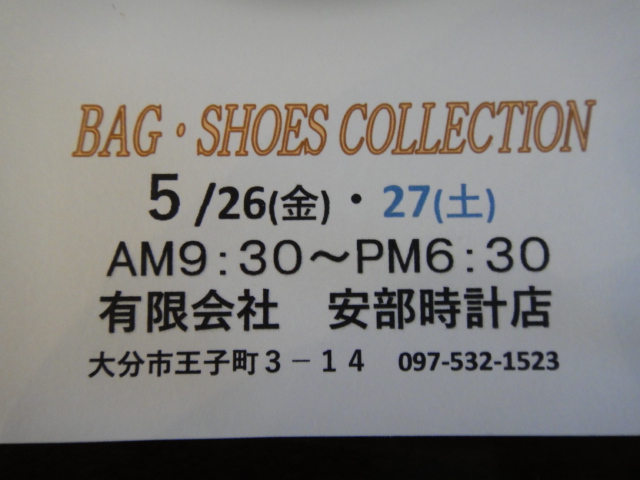 BAG・SHOES COLLECTION
5/26(金)・27(土)
AM9:30～PM6:30
有限会社　安部時計店
大分市王子町3－14　097-532-1523